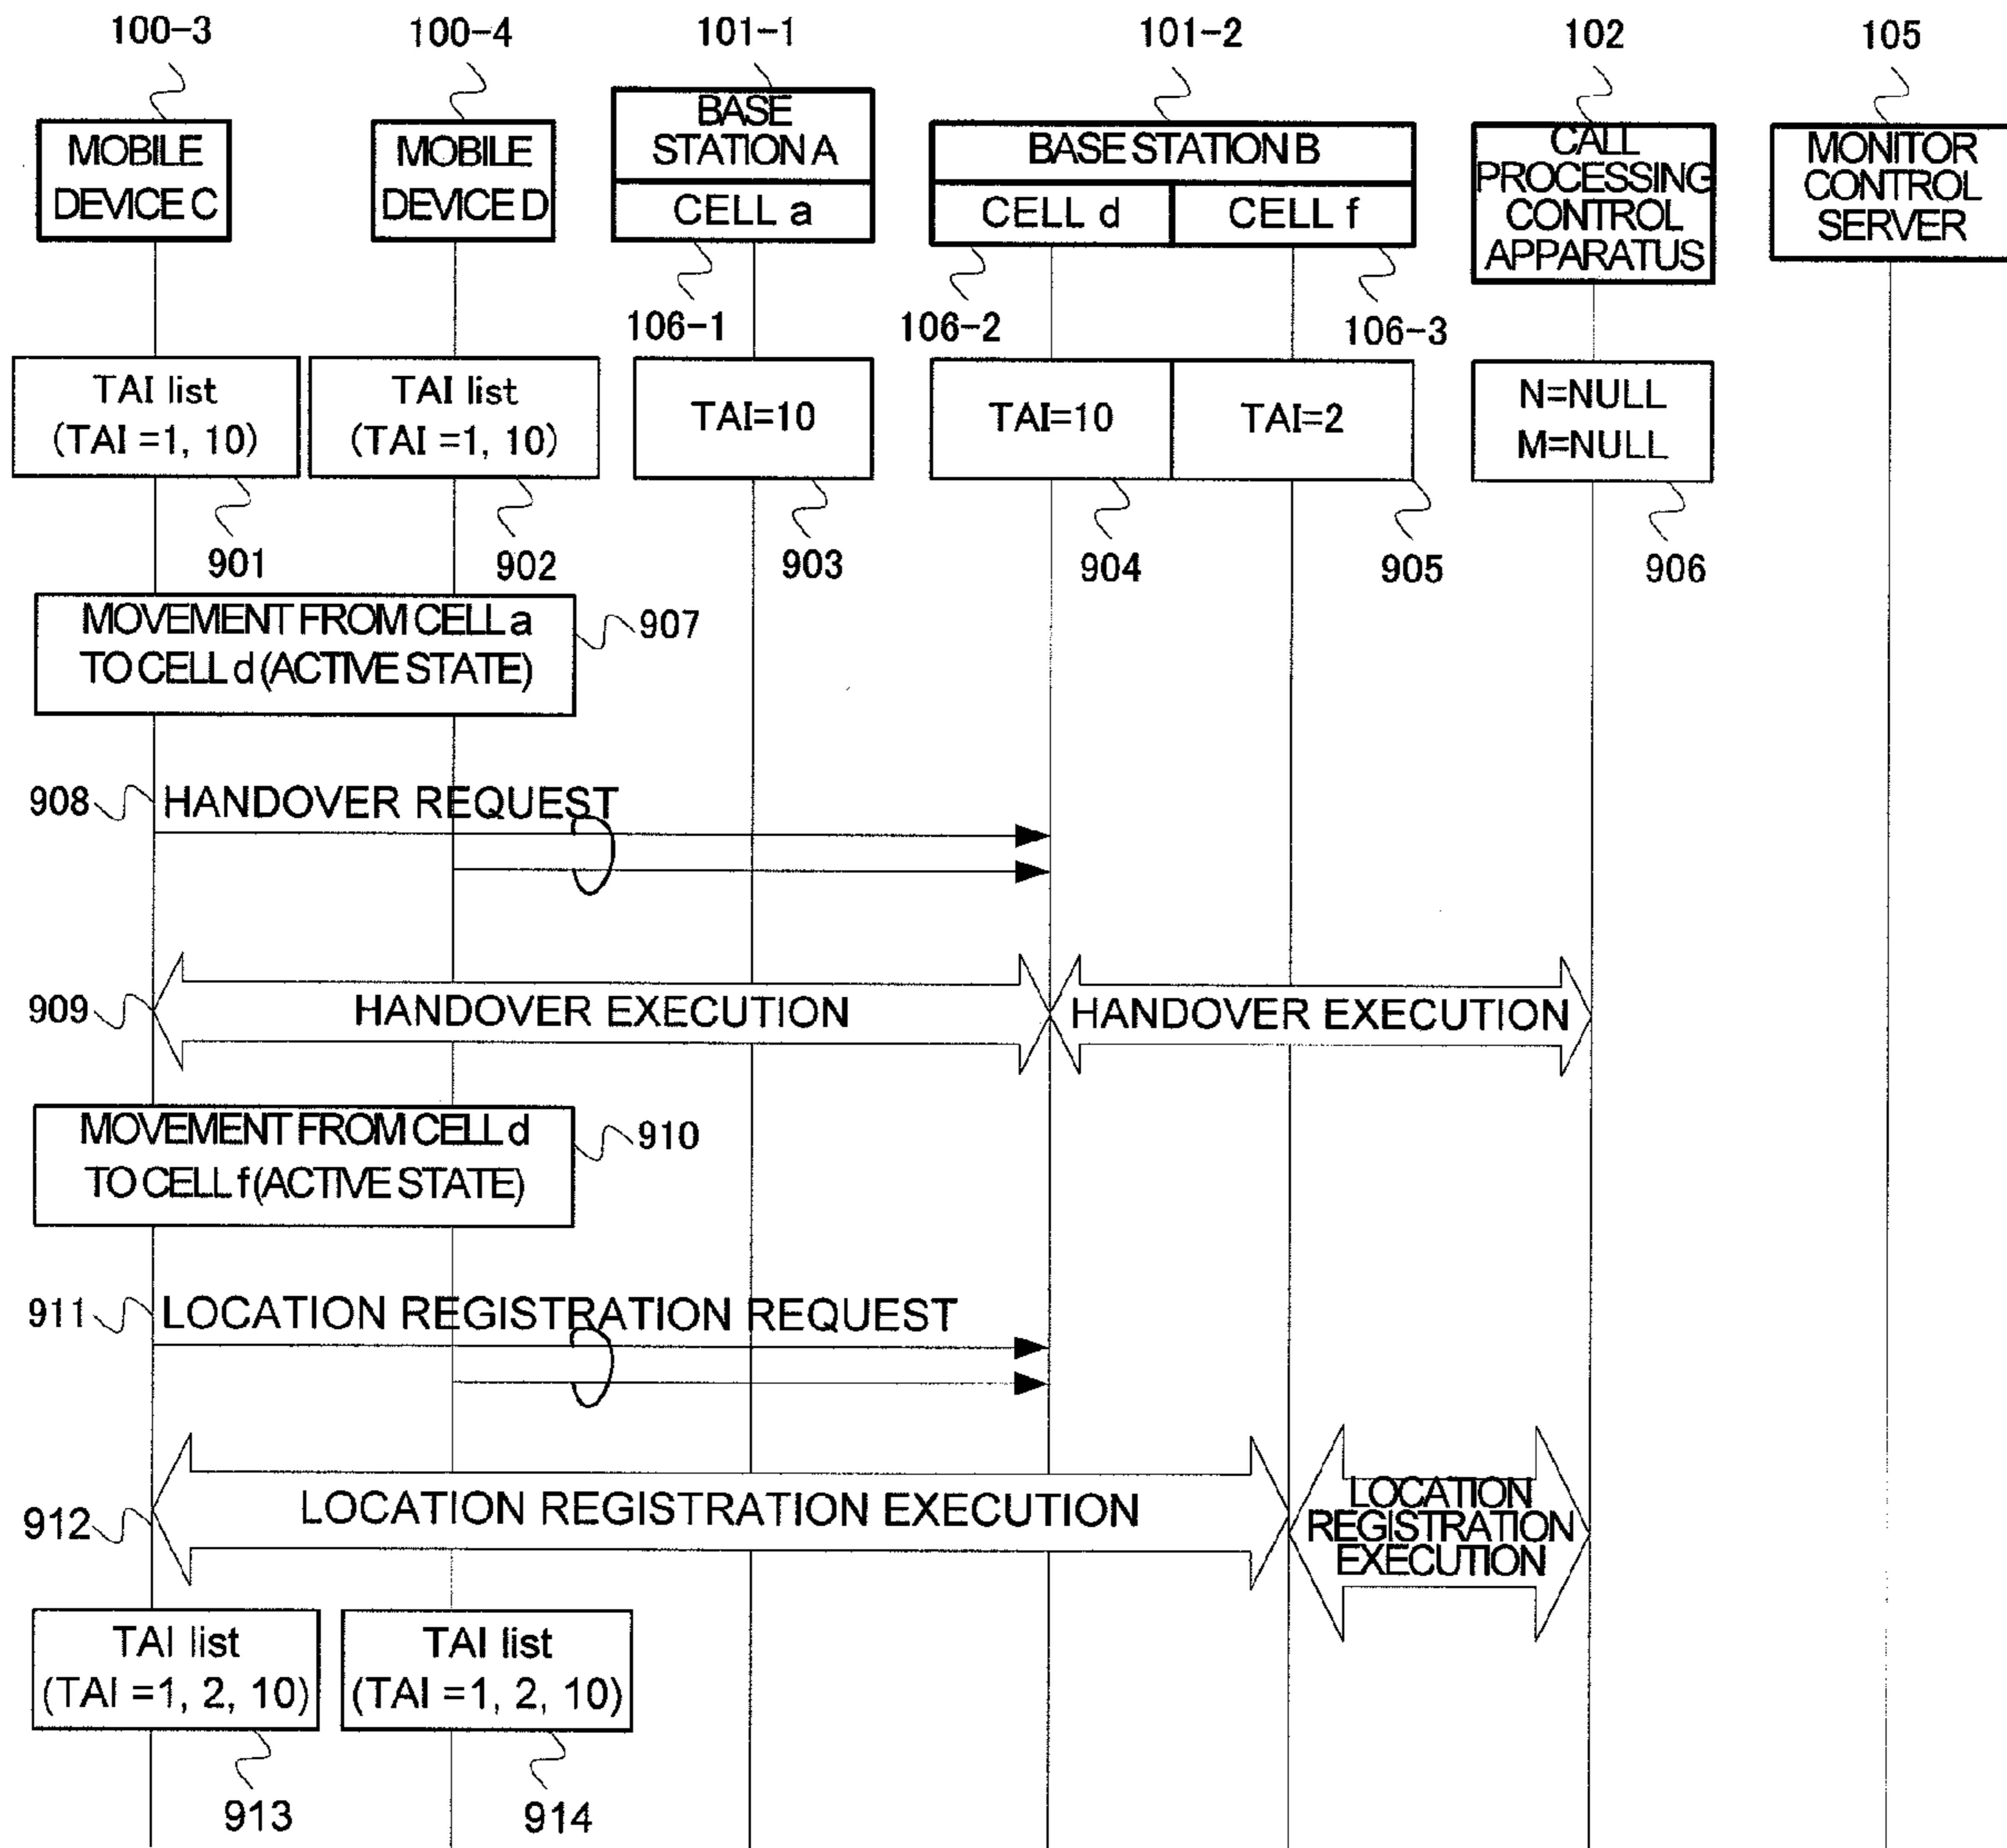 100-3
100-4
101-1
101-2
102
105
MOBILE
DEVICE C
MOBILE
DEVICE D
BASE
STATION A
CELL a
BASE STATION B
CELL d
CELL f
CALL
PROCESSING
CONTROL
APPARATUS
MONITOR
CONTROL
SERVER
106-1
106-2
106-3
TAI list
(TAI =1, 10)
TAI list
(TAI =1, 10)
TAI=10
TAI=10
TAI=2
N=NULL
M=NULL
901
902
903
904
905
906
MOVEMENT FROM CELL a
TO CELL d (ACTIVE STATE)
907
908
HANDOVER REQUEST
909
HANDOVER EXECUTION
HANDOVER EXECUTION
MOVEMENT FROM CELL d
TO CELL f (ACTIVE STATE)
910
911
LOCATION REGISTRATION REQUEST
912
LOCATION REGISTRATION EXECUTION
LOCATION
REGISTRATION
EXECUTION
TAI list
(TAI =1, 2, 10)
TAI list
(TAI =1, 2, 10)
913
914